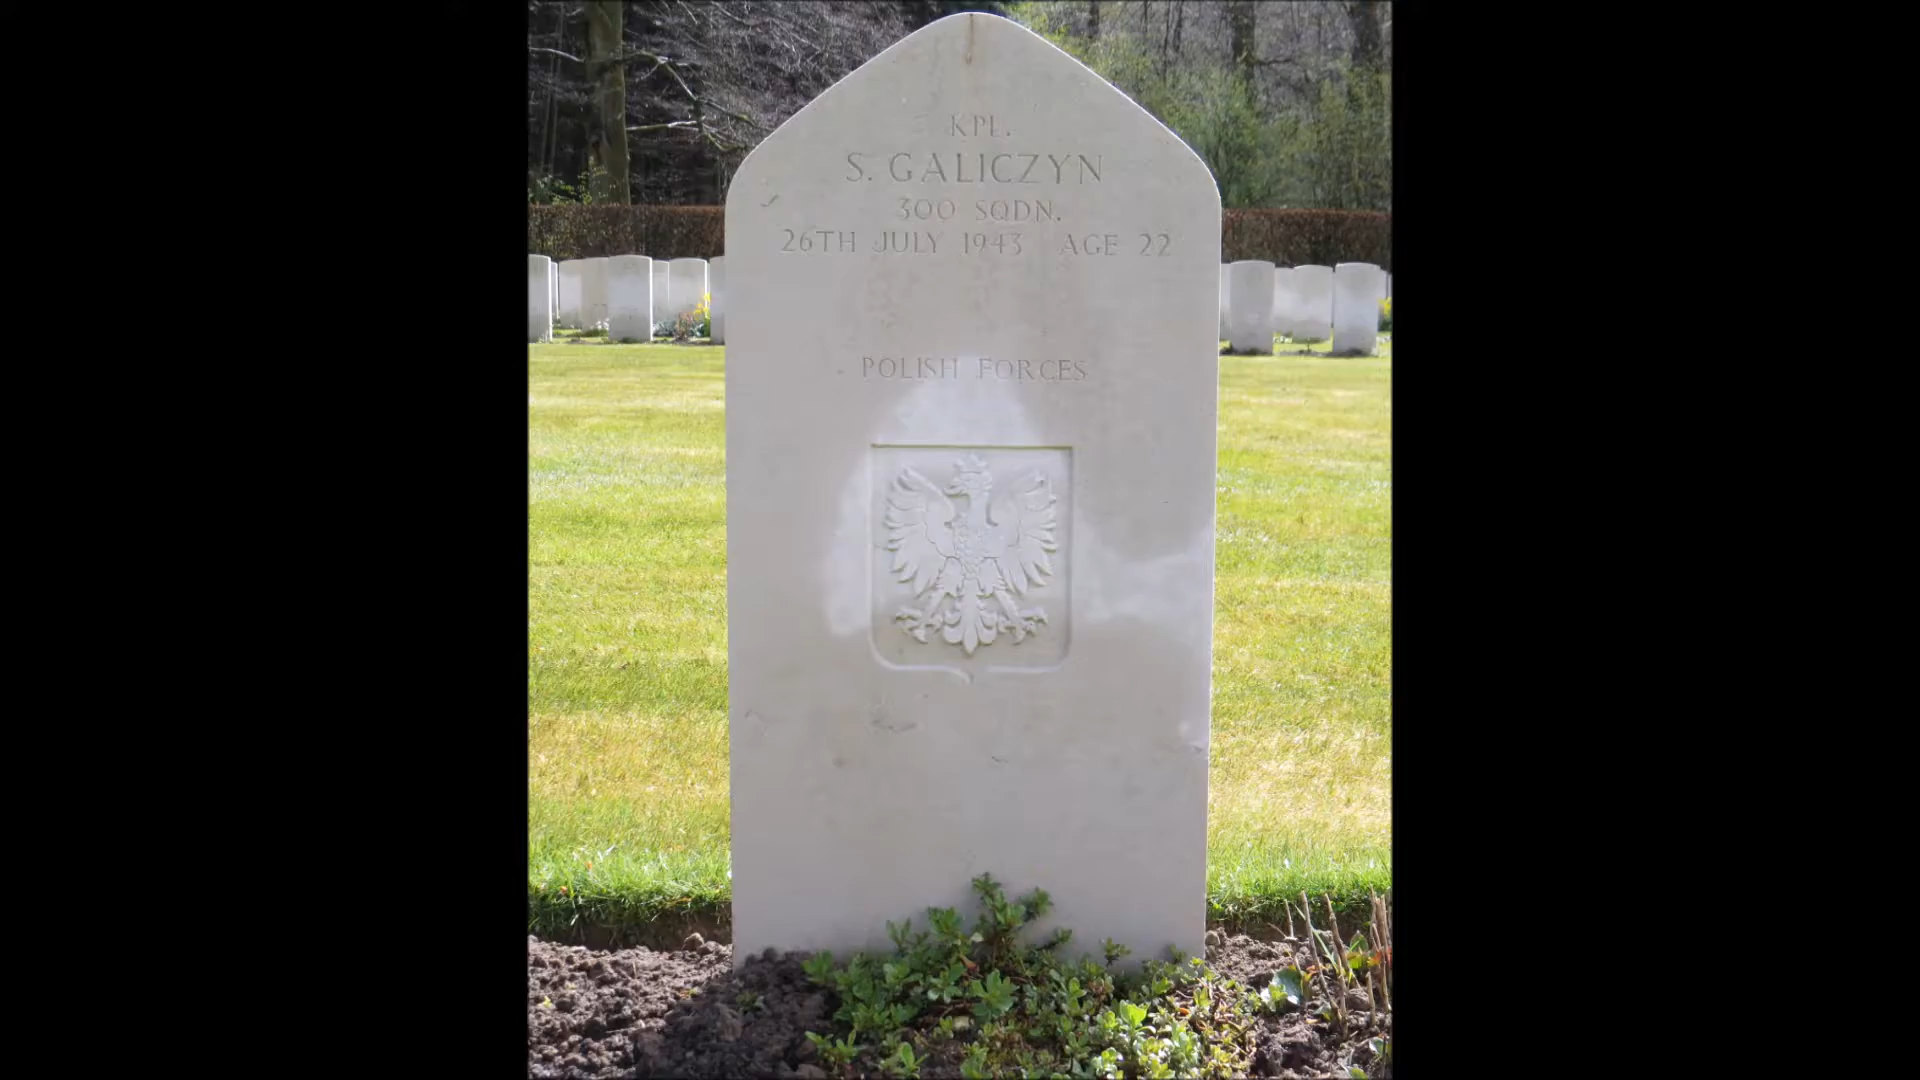 KPL.
S. GALICZYN
300 SQDN.
26TH JULY 1943 AGE 22
POLISH FORCES